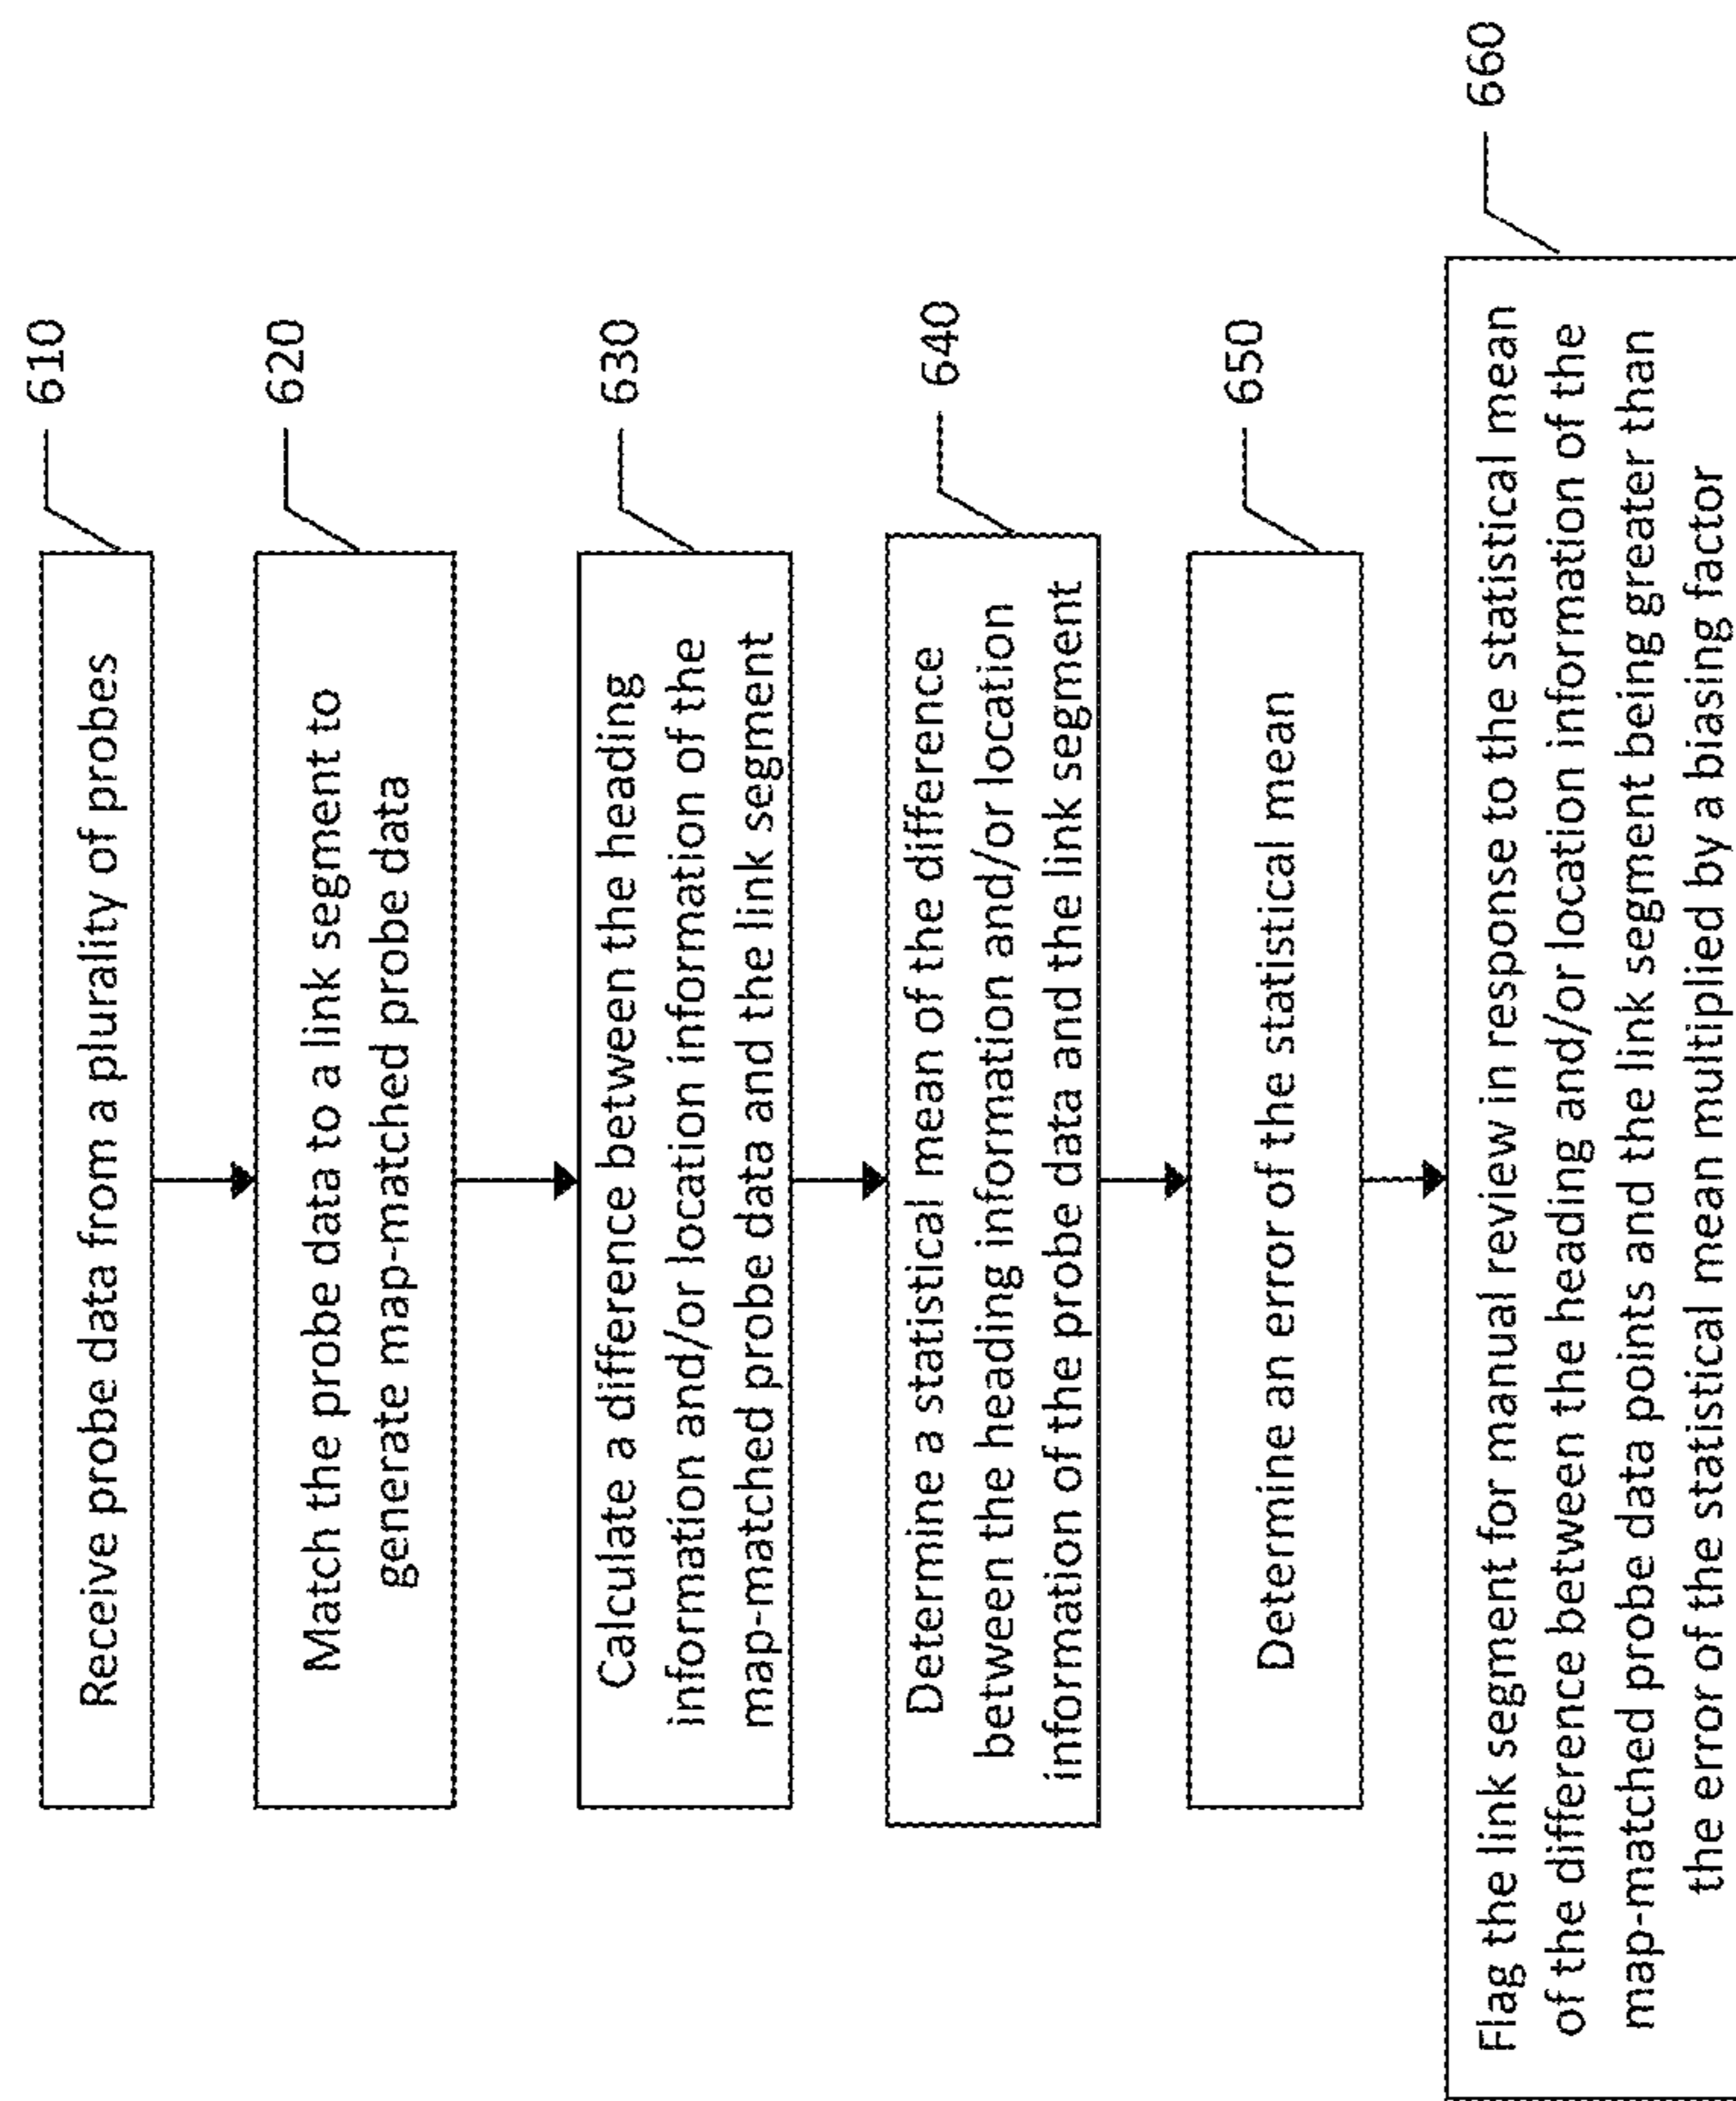 610
Receive probe data from a plurality of probes
620
Match the probe data to a link segment to
generate map-matched probe data
630
Calculate a difference between the heading
information and/or location information of the
map-matched probe data and the link segment
640
Determine a statistical mean of the difference
between the heading information and/or location
information of the probe data and the link segment
650
Determine an error of the statistical mean
660
Flag the link segment for manual review in response to the statistical mean
of the difference between the heading and/or location information of the
map-matched probe data points and the link segment being greater than
the error of the statistical mean multiplied by a biasing factor